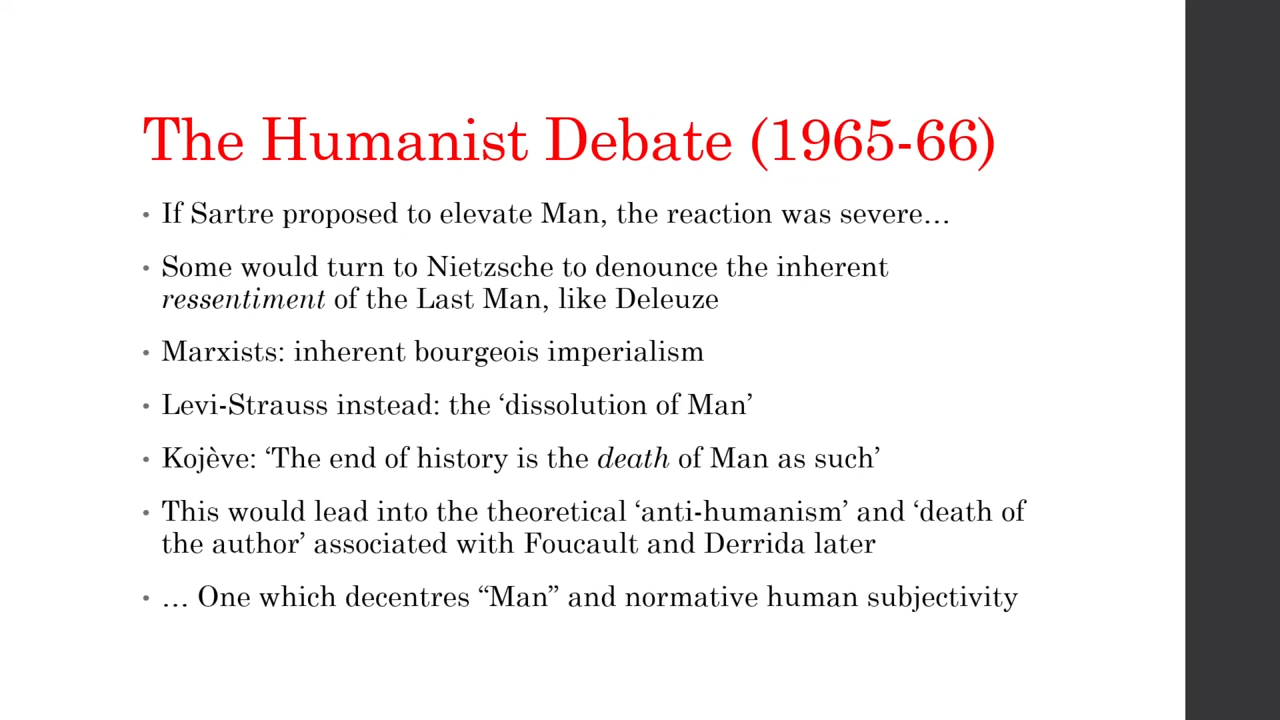 The Humanist Debate (1965-66)
• If Sartre proposed to elevate Man, the reaction was severe…
• Some would turn to Nietzsche to denounce the inherent
ressentiment of the Last Man, like Deleuze
• Marxists: inherent bourgeois imperialism
• Levi-Strauss instead: the ‘dissolution of Man’
• Kojève: ‘The end of history is the death of Man as such’
• This would lead into the theoretical ‘anti-humanism’ and ‘death of
the author’ associated with Foucault and Derrida later
• … One which decentres “Man” and normative human subjectivity